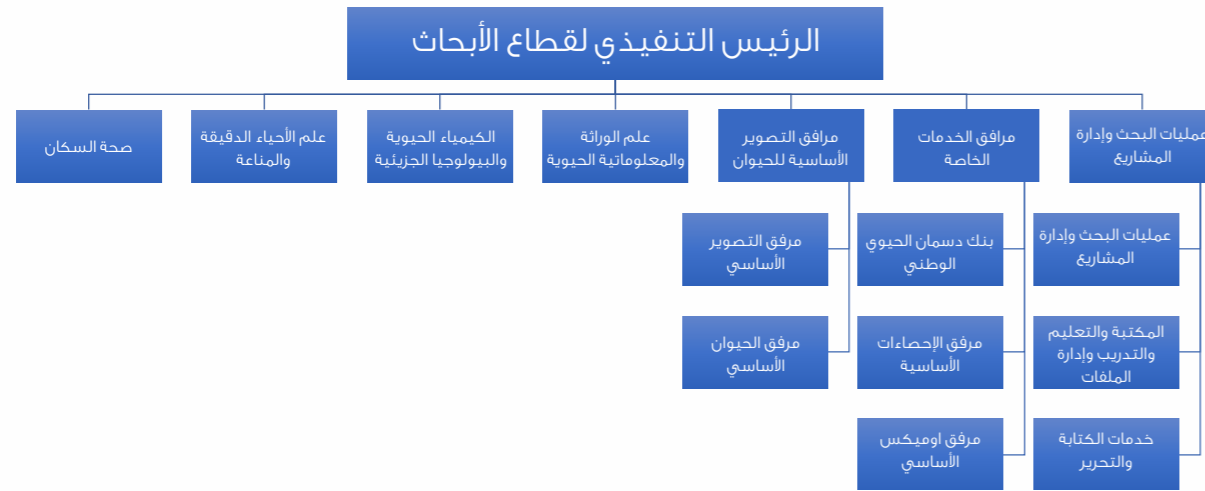 الرئيس التنفيذي لقطاع الأبحاث
عمليات البحث وإدارة
المشاريع
مرافق الخدمات
الخاصة
مرافق التصوير
الأساسية للحيوان
علم الوراثة
والمعلوماتية الحيوية
الكيمياء الحيوية
والبيولوجيا الجزيئية
علم الأحياء الدقيقة
والمناعة
صحة السكان
عمليات البحث وإدارة
المشاريع
بنك دسمان الحيوي
الوطني
مرفق التصوير
الأساسي
المكتبة والتعليم
والتدريب وإدارة
الملفات
مرفق الإحصاءات
الأساسية
مرفق الحيوان
الأساسي
خدمات الكتابة
والتحرير
مرفق اوميكس
الأساسي